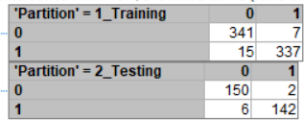 'Partition' = 1_Training 0 1
0 341 7
1 15 337
'Partition' = 2_Testing 0 1
0 150 2
1 6 142